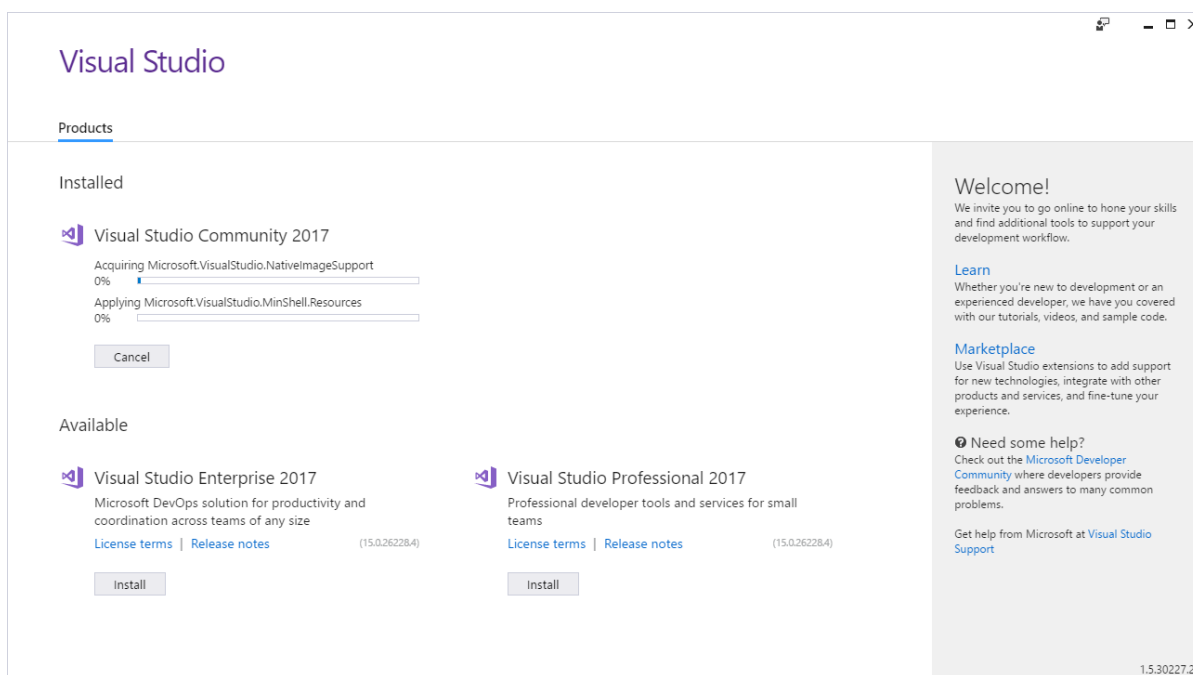 Visual Studio
Products
Installed
Visual Studio Community 2017
Acquiring Microsoft.VisualStudio.NativeImageSupport
0%
Applying Microsoft.VisualStudio.MinShell.Resources
0%
Cancel
Available
Visual Studio Enterprise 2017
Microsoft DevOps solution for productivity and
coordination across teams of any size
License terms | Release notes (15.0.26228.4)
Install
Visual Studio Professional 2017
Professional developer tools and services for small
teams
License terms | Release notes (15.0.26228.4)
Install
Welcome!
We invite you to go online to hone your skills
and find additional tools to support your
development workflow.
Learn
Whether you're new to development or an
experienced developer, we have you covered
with our tutorials, videos, and sample code.
Marketplace
Use Visual Studio extensions to add support
for new technologies, integrate with other
products and services, and fine-tune your
experience.
Need some help?
Check out the Microsoft Developer
Community where developers provide
feedback and answers to many common
problems.
Get help from Microsoft at Visual Studio
Support
1.5.30227.2